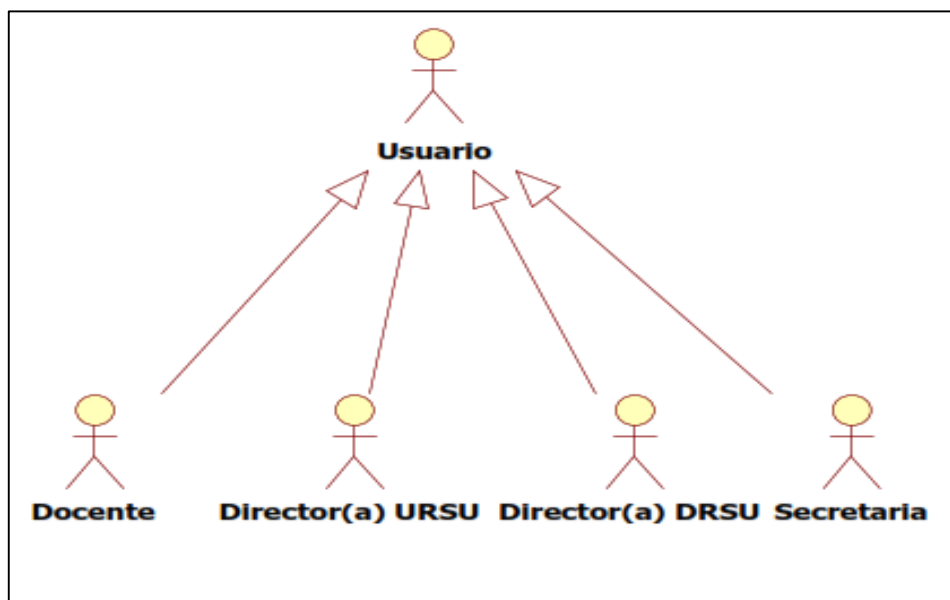 Usuario
Docente
Director(a) URSU
Director(a) DRSU
Secretaria